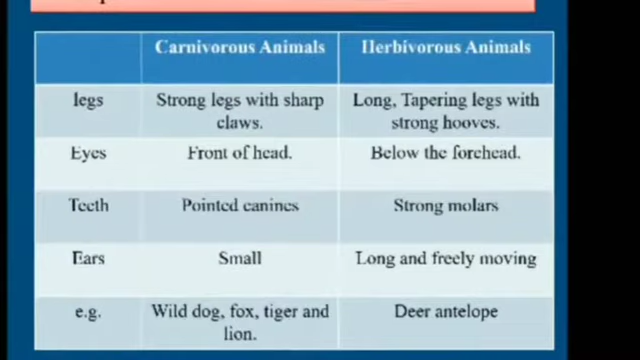 Carnivorous Animals
Herbivorous Animals
legs
Strong legs with sharp
claws.
Long, Tapering legs with
strong hooves.
Eyes
Front of head.
Below the forehead.
Teeth
Pointed canines
Strong molars
Ears
Small
Long and freely moving
e.g.
Wild dog, fox, tiger and
lion.
Deer antelope